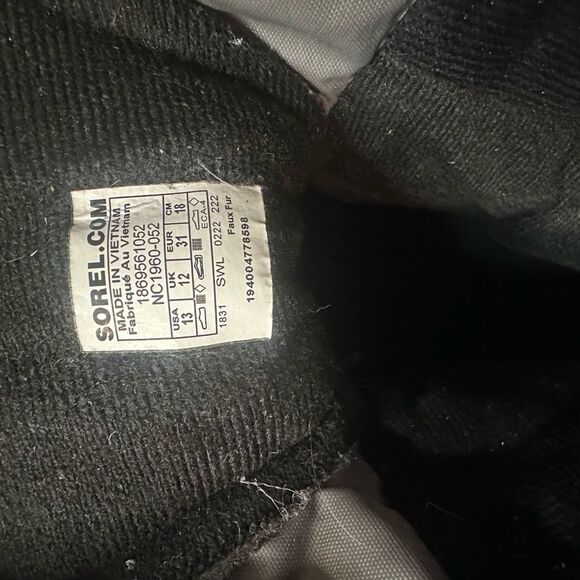 SOREL.COM
MADE IN VIETNAM
Fabriqué Au Vietnam
1869561052
NC1960-052
USA UK EUR CM
13 12 31 18
ECA-4
1831 SWL 0222 222
Faux Fur
194004778598